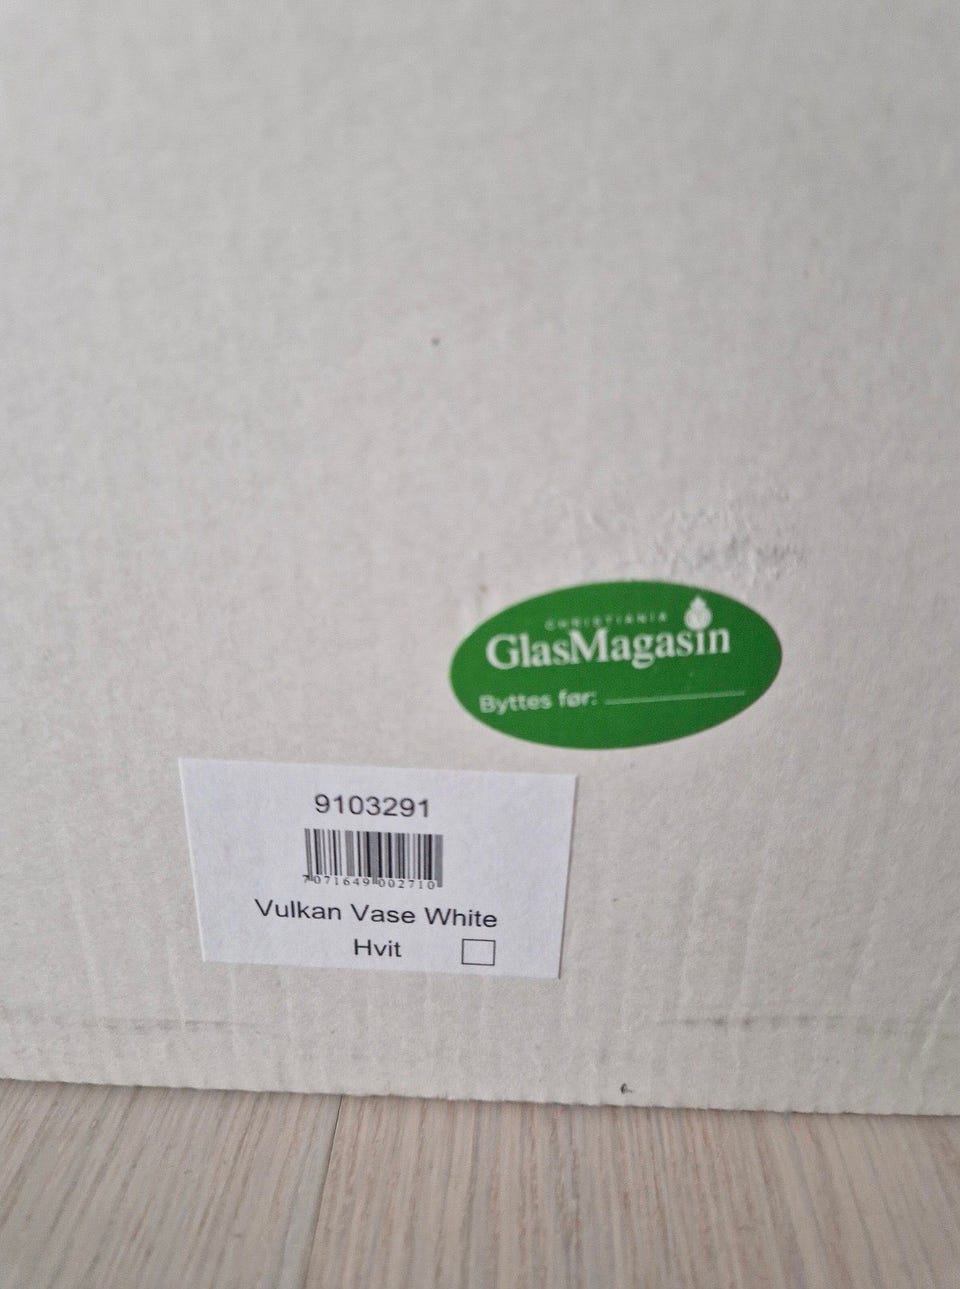 CHRISTIANIA
GlasMagasin
Byttes før:
9103291
7071649002710
Vulkan Vase White
Hvit